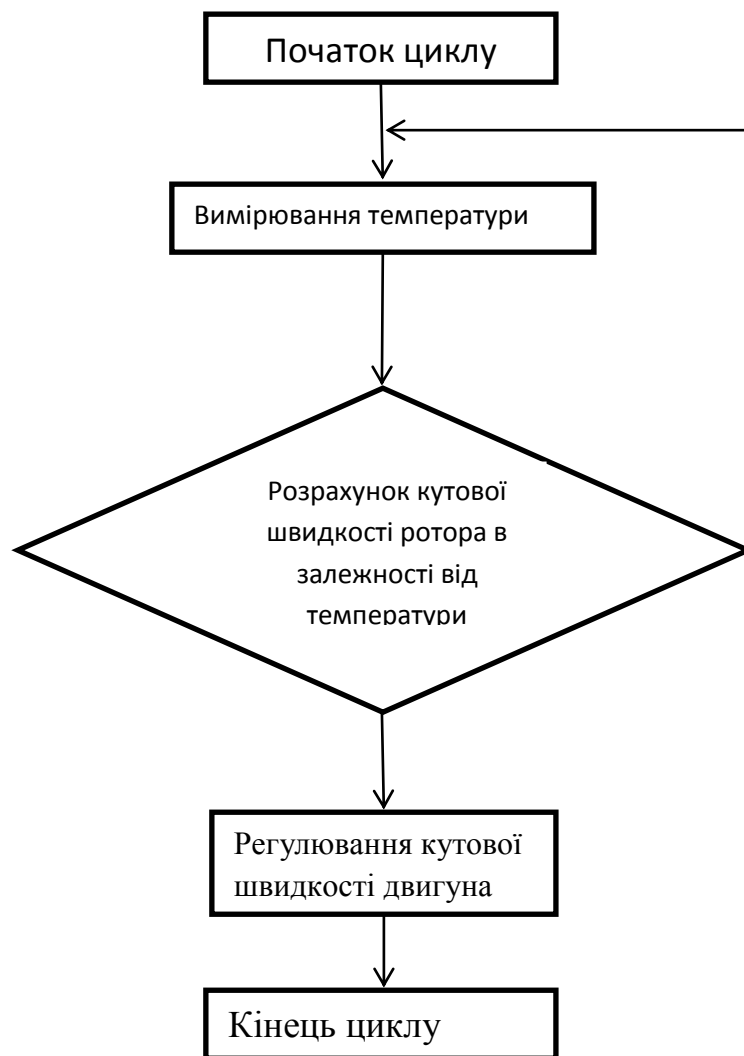 Початок циклу
Вимірювання температури
Розрахунок кутової
швидкості ротора в
залежності від
температури
Регулювання кутової
швидкості двигуна
Кінець циклу